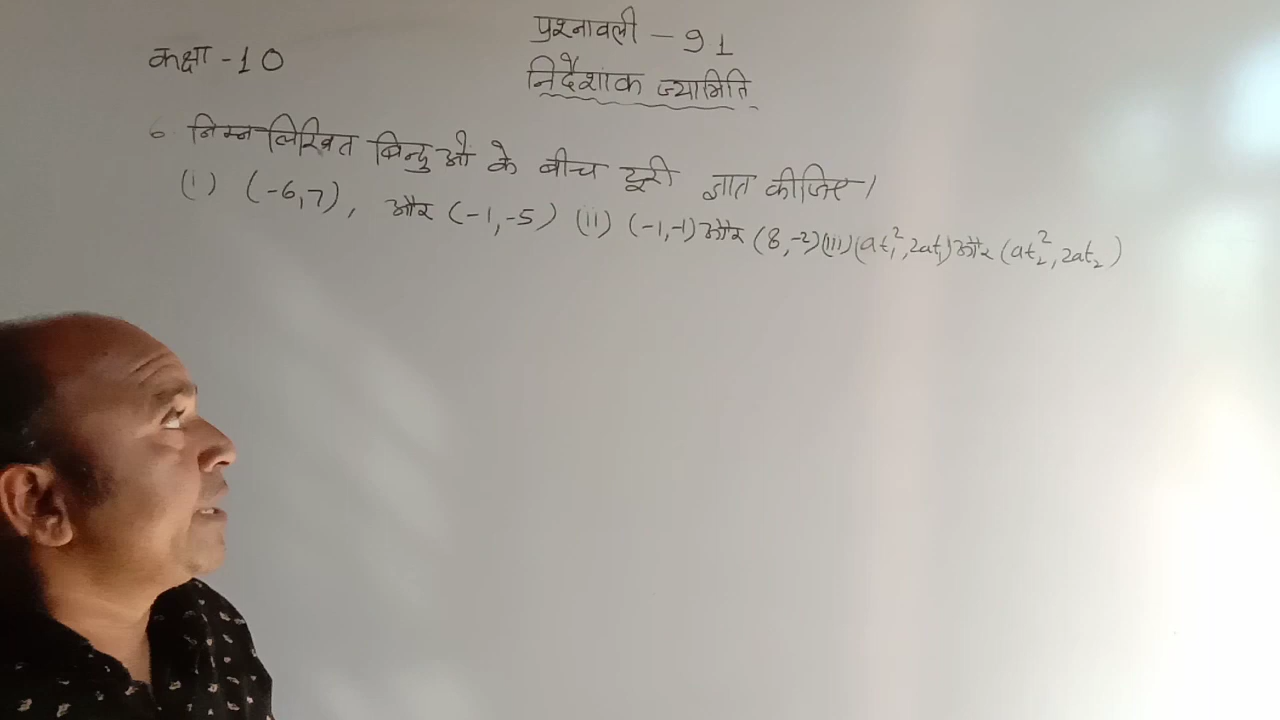 प्रश्नावली - 9 1
कक्षा - 10
निर्देशांक ज्यामिति
6. निम्नलिखित बिन्दुओं के बीच दूरी ज्ञात कीजिए।
(i) (-6,7), और (-1,-5) (ii) (-1,-1) और (8,-2) (iii) (at₁², 2at₁) और (at₂², 2at₂)